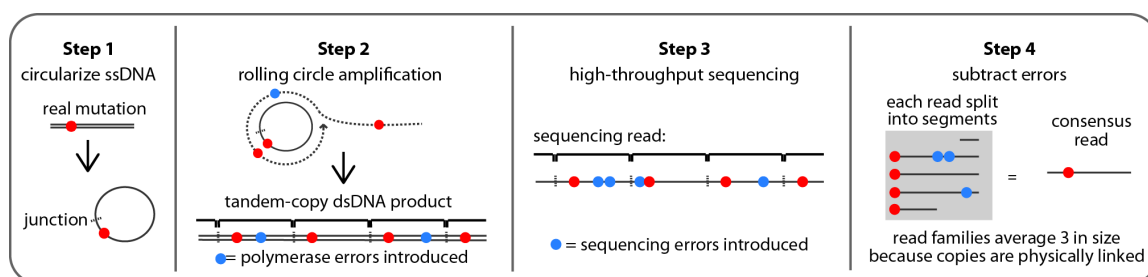 Step 1
circularize ssDNA
real mutation
junction
Step 2
rolling circle amplification
tandem-copy dsDNA product
= polymerase errors introduced
Step 3
high-throughput sequencing
sequencing read:
= sequencing errors introduced
Step 4
subtract errors
each read split
into segments
consensus
read
=
read families average 3 in size
because copies are physically linked